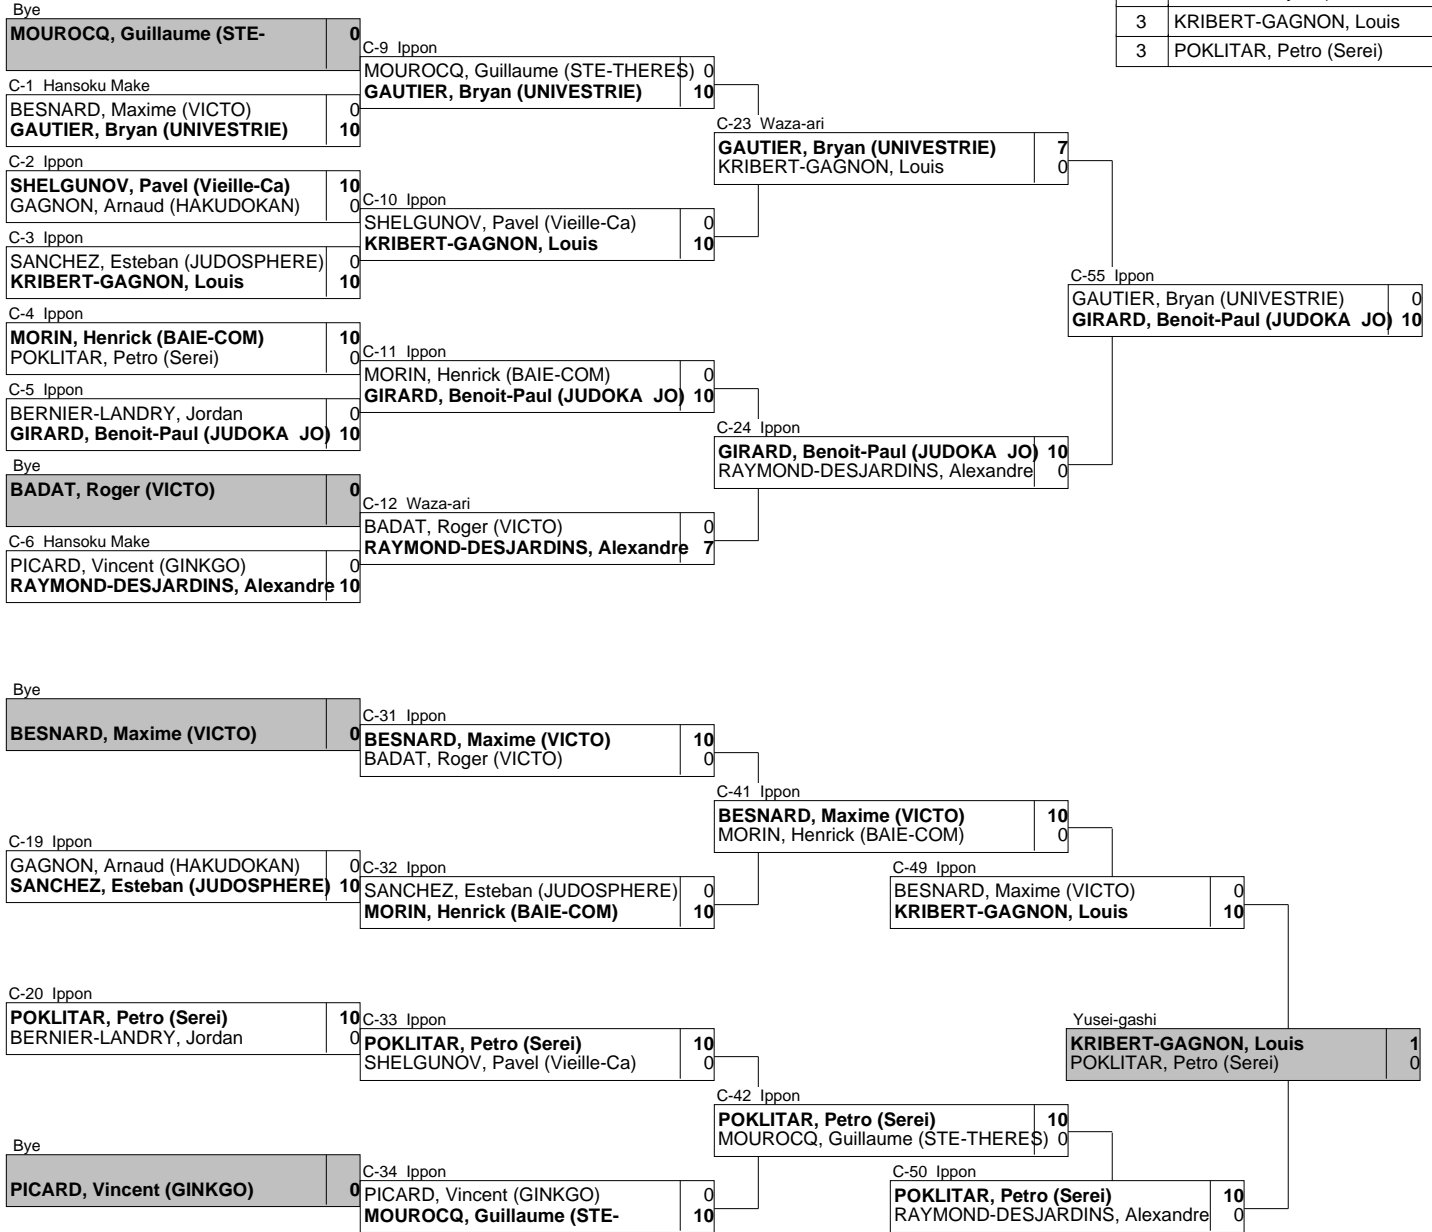 3 KRIBERT-GAGNON, Louis
3 POKLITAR, Petro (Serei)
Bye
MOUROCQ, Guillaume (STE- 0
C-1 Hansoku Make
BESNARD, Maxime (VICTO) 0
GAUTIER, Bryan (UNIVESTRIE) 10
C-2 Ippon
SHELGUNOV, Pavel (Vieille-Ca) 10
GAGNON, Arnaud (HAKUDOKAN) 0
C-3 Ippon
SANCHEZ, Esteban (JUDOSPHERE) 0
KRIBERT-GAGNON, Louis 10
C-4 Ippon
MORIN, Henrick (BAIE-COM) 10
POKLITAR, Petro (Serei) 0
C-5 Ippon
BERNIER-LANDRY, Jordan 0
GIRARD, Benoit-Paul (JUDOKA JO) 10
Bye
BADAT, Roger (VICTO) 0
C-6 Hansoku Make
PICARD, Vincent (GINKGO) 0
RAYMOND-DESJARDINS, Alexandre 10
C-9 Ippon
MOUROCQ, Guillaume (STE-THERES) 0
GAUTIER, Bryan (UNIVESTRIE) 10
C-10 Ippon
SHELGUNOV, Pavel (Vieille-Ca) 0
KRIBERT-GAGNON, Louis 10
C-11 Ippon
MORIN, Henrick (BAIE-COM) 0
GIRARD, Benoit-Paul (JUDOKA JO) 10
C-12 Waza-ari
BADAT, Roger (VICTO) 0
RAYMOND-DESJARDINS, Alexandre 7
C-23 Waza-ari
GAUTIER, Bryan (UNIVESTRIE) 7
KRIBERT-GAGNON, Louis 0
C-24 Ippon
GIRARD, Benoit-Paul (JUDOKA JO) 10
RAYMOND-DESJARDINS, Alexandre 0
C-55 Ippon
GAUTIER, Bryan (UNIVESTRIE) 0
GIRARD, Benoit-Paul (JUDOKA JO) 10
Bye
BESNARD, Maxime (VICTO) 0
C-19 Ippon
GAGNON, Arnaud (HAKUDOKAN) 0
SANCHEZ, Esteban (JUDOSPHERE) 10
C-20 Ippon
POKLITAR, Petro (Serei) 10
BERNIER-LANDRY, Jordan 0
Bye
PICARD, Vincent (GINKGO) 0
C-31 Ippon
BESNARD, Maxime (VICTO) 10
BADAT, Roger (VICTO) 0
C-32 Ippon
SANCHEZ, Esteban (JUDOSPHERE) 0
MORIN, Henrick (BAIE-COM) 10
C-33 Ippon
POKLITAR, Petro (Serei) 10
SHELGUNOV, Pavel (Vieille-Ca) 0
C-34 Ippon
PICARD, Vincent (GINKGO) 0
MOUROCQ, Guillaume (STE- 10
C-41 Ippon
BESNARD, Maxime (VICTO) 10
MORIN, Henrick (BAIE-COM) 0
C-42 Ippon
POKLITAR, Petro (Serei) 10
MOUROCQ, Guillaume (STE-THERES) 0
C-49 Ippon
BESNARD, Maxime (VICTO) 0
KRIBERT-GAGNON, Louis 10
C-50 Ippon
POKLITAR, Petro (Serei) 10
RAYMOND-DESJARDINS, Alexandre 0
Yusei-gashi
KRIBERT-GAGNON, Louis 1
POKLITAR, Petro (Serei) 0